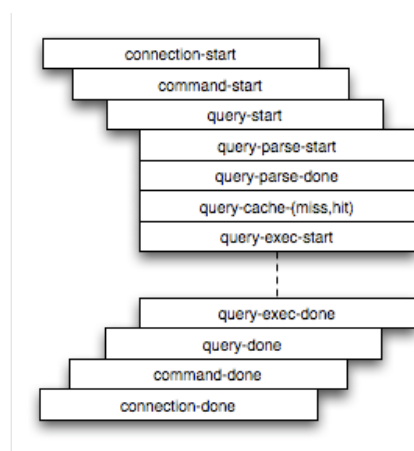 connection-start
command-start
query-start
query-parse-start
query-parse-done
query-cache-(miss,hit)
query-exec-start
query-exec-done
query-done
command-done
connection-done